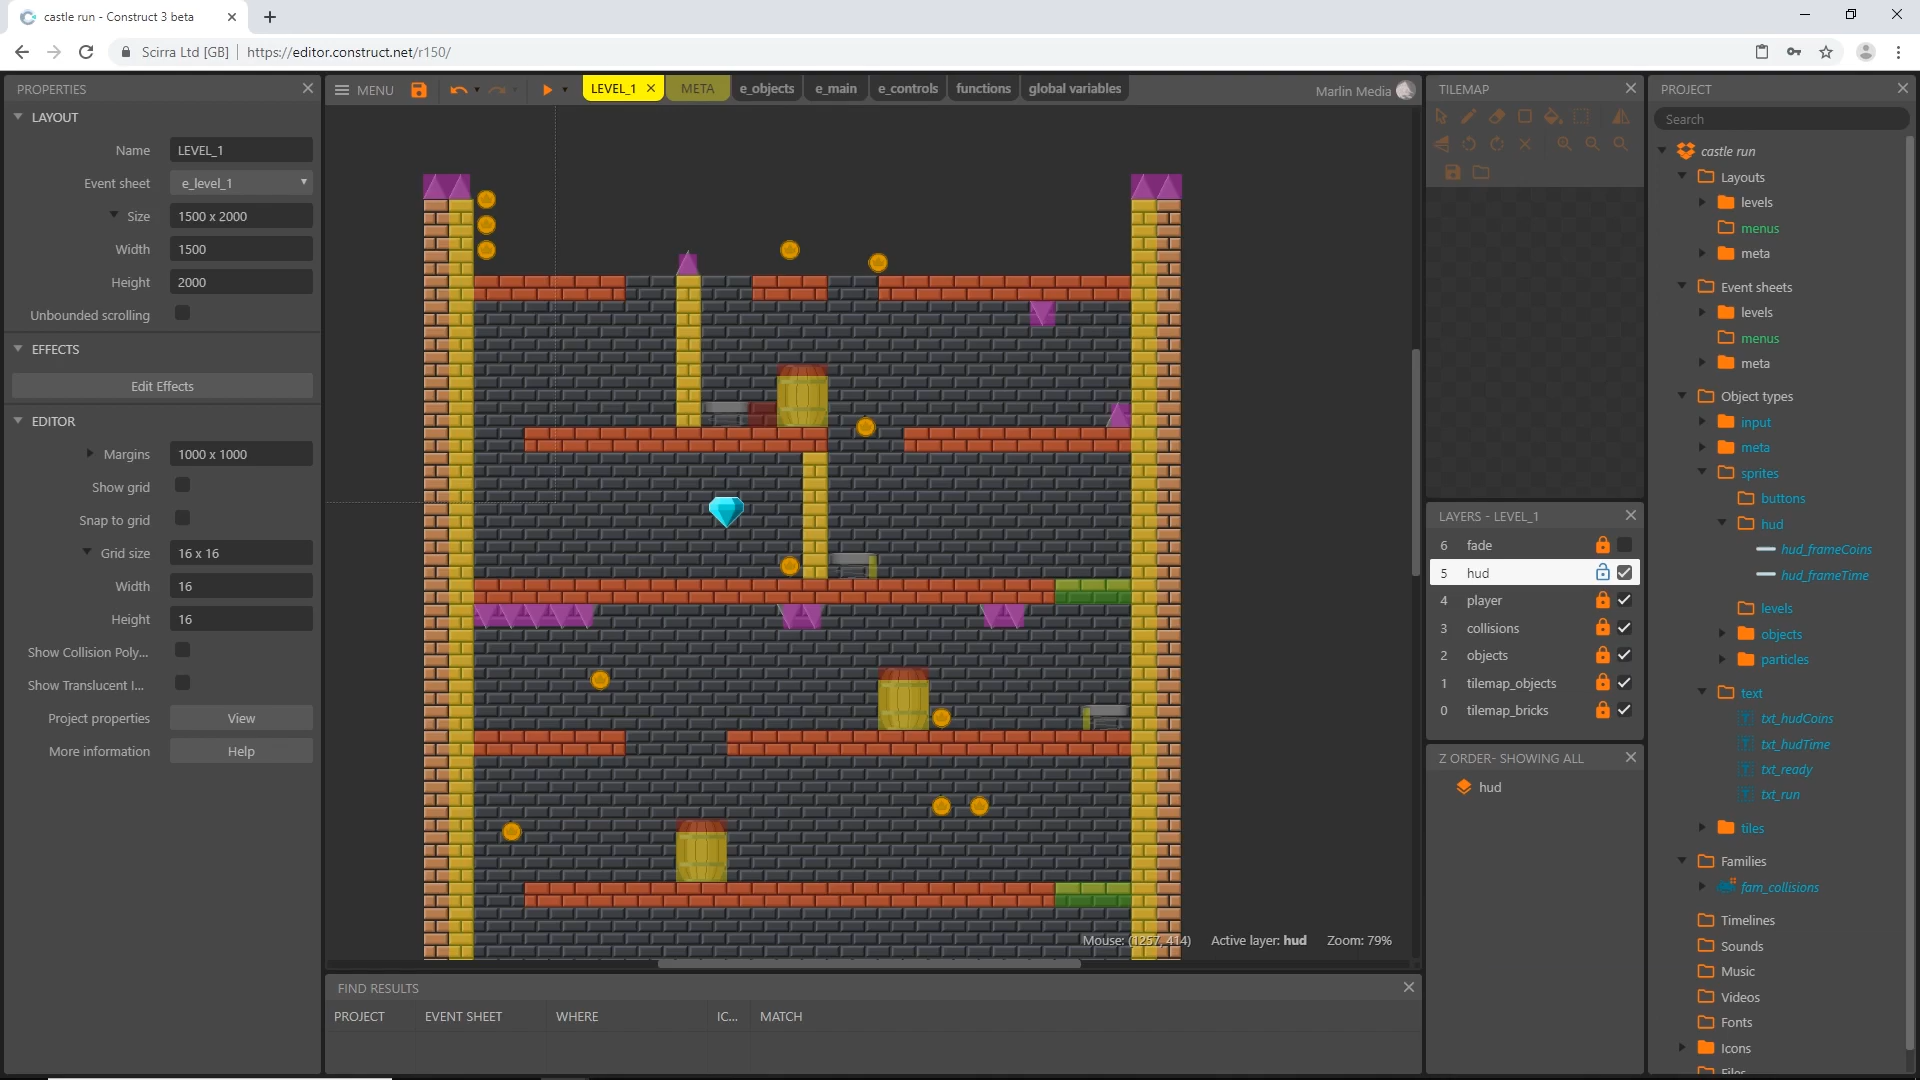 castle run - Construct 3 beta
Scirra Ltd [GB] https://editor.construct.net/r150/
PROPERTIES
LAYOUT
Name LEVEL_1
Event sheet e_level_1
Size 1500 x 2000
Width 1500
Height 2000
Unbounded scrolling
EFFECTS
Edit Effects
EDITOR
Margins 1000 x 1000
Show grid
Snap to grid
Grid size 16 x 16
Width 16
Height 16
Show Collision Poly...
Show Translucent I...
Project properties View
More information Help
MENU LEVEL_1 META e_objects e_main e_controls functions global variables Marlin Media
Mouse: (1257, 414) Active layer: hud Zoom: 79%
FIND RESULTS
PROJECT EVENT SHEET WHERE IC... MATCH
TILEMAP
LAYERS - LEVEL_1
6 fade
5 hud
4 player
3 collisions
2 objects
1 tilemap_objects
0 tilemap_bricks
Z ORDER- SHOWING ALL
hud
PROJECT
Search
castle run
Layouts
levels
menus
meta
Event sheets
levels
menus
meta
Object types
input
meta
sprites
buttons
hud
hud_frameCoins
hud_frameTime
levels
objects
particles
text
txt_hudCoins
txt_hudTime
txt_ready
txt_run
tiles
Families
fam_collisions
Timelines
Sounds
Music
Videos
Fonts
Icons
Files